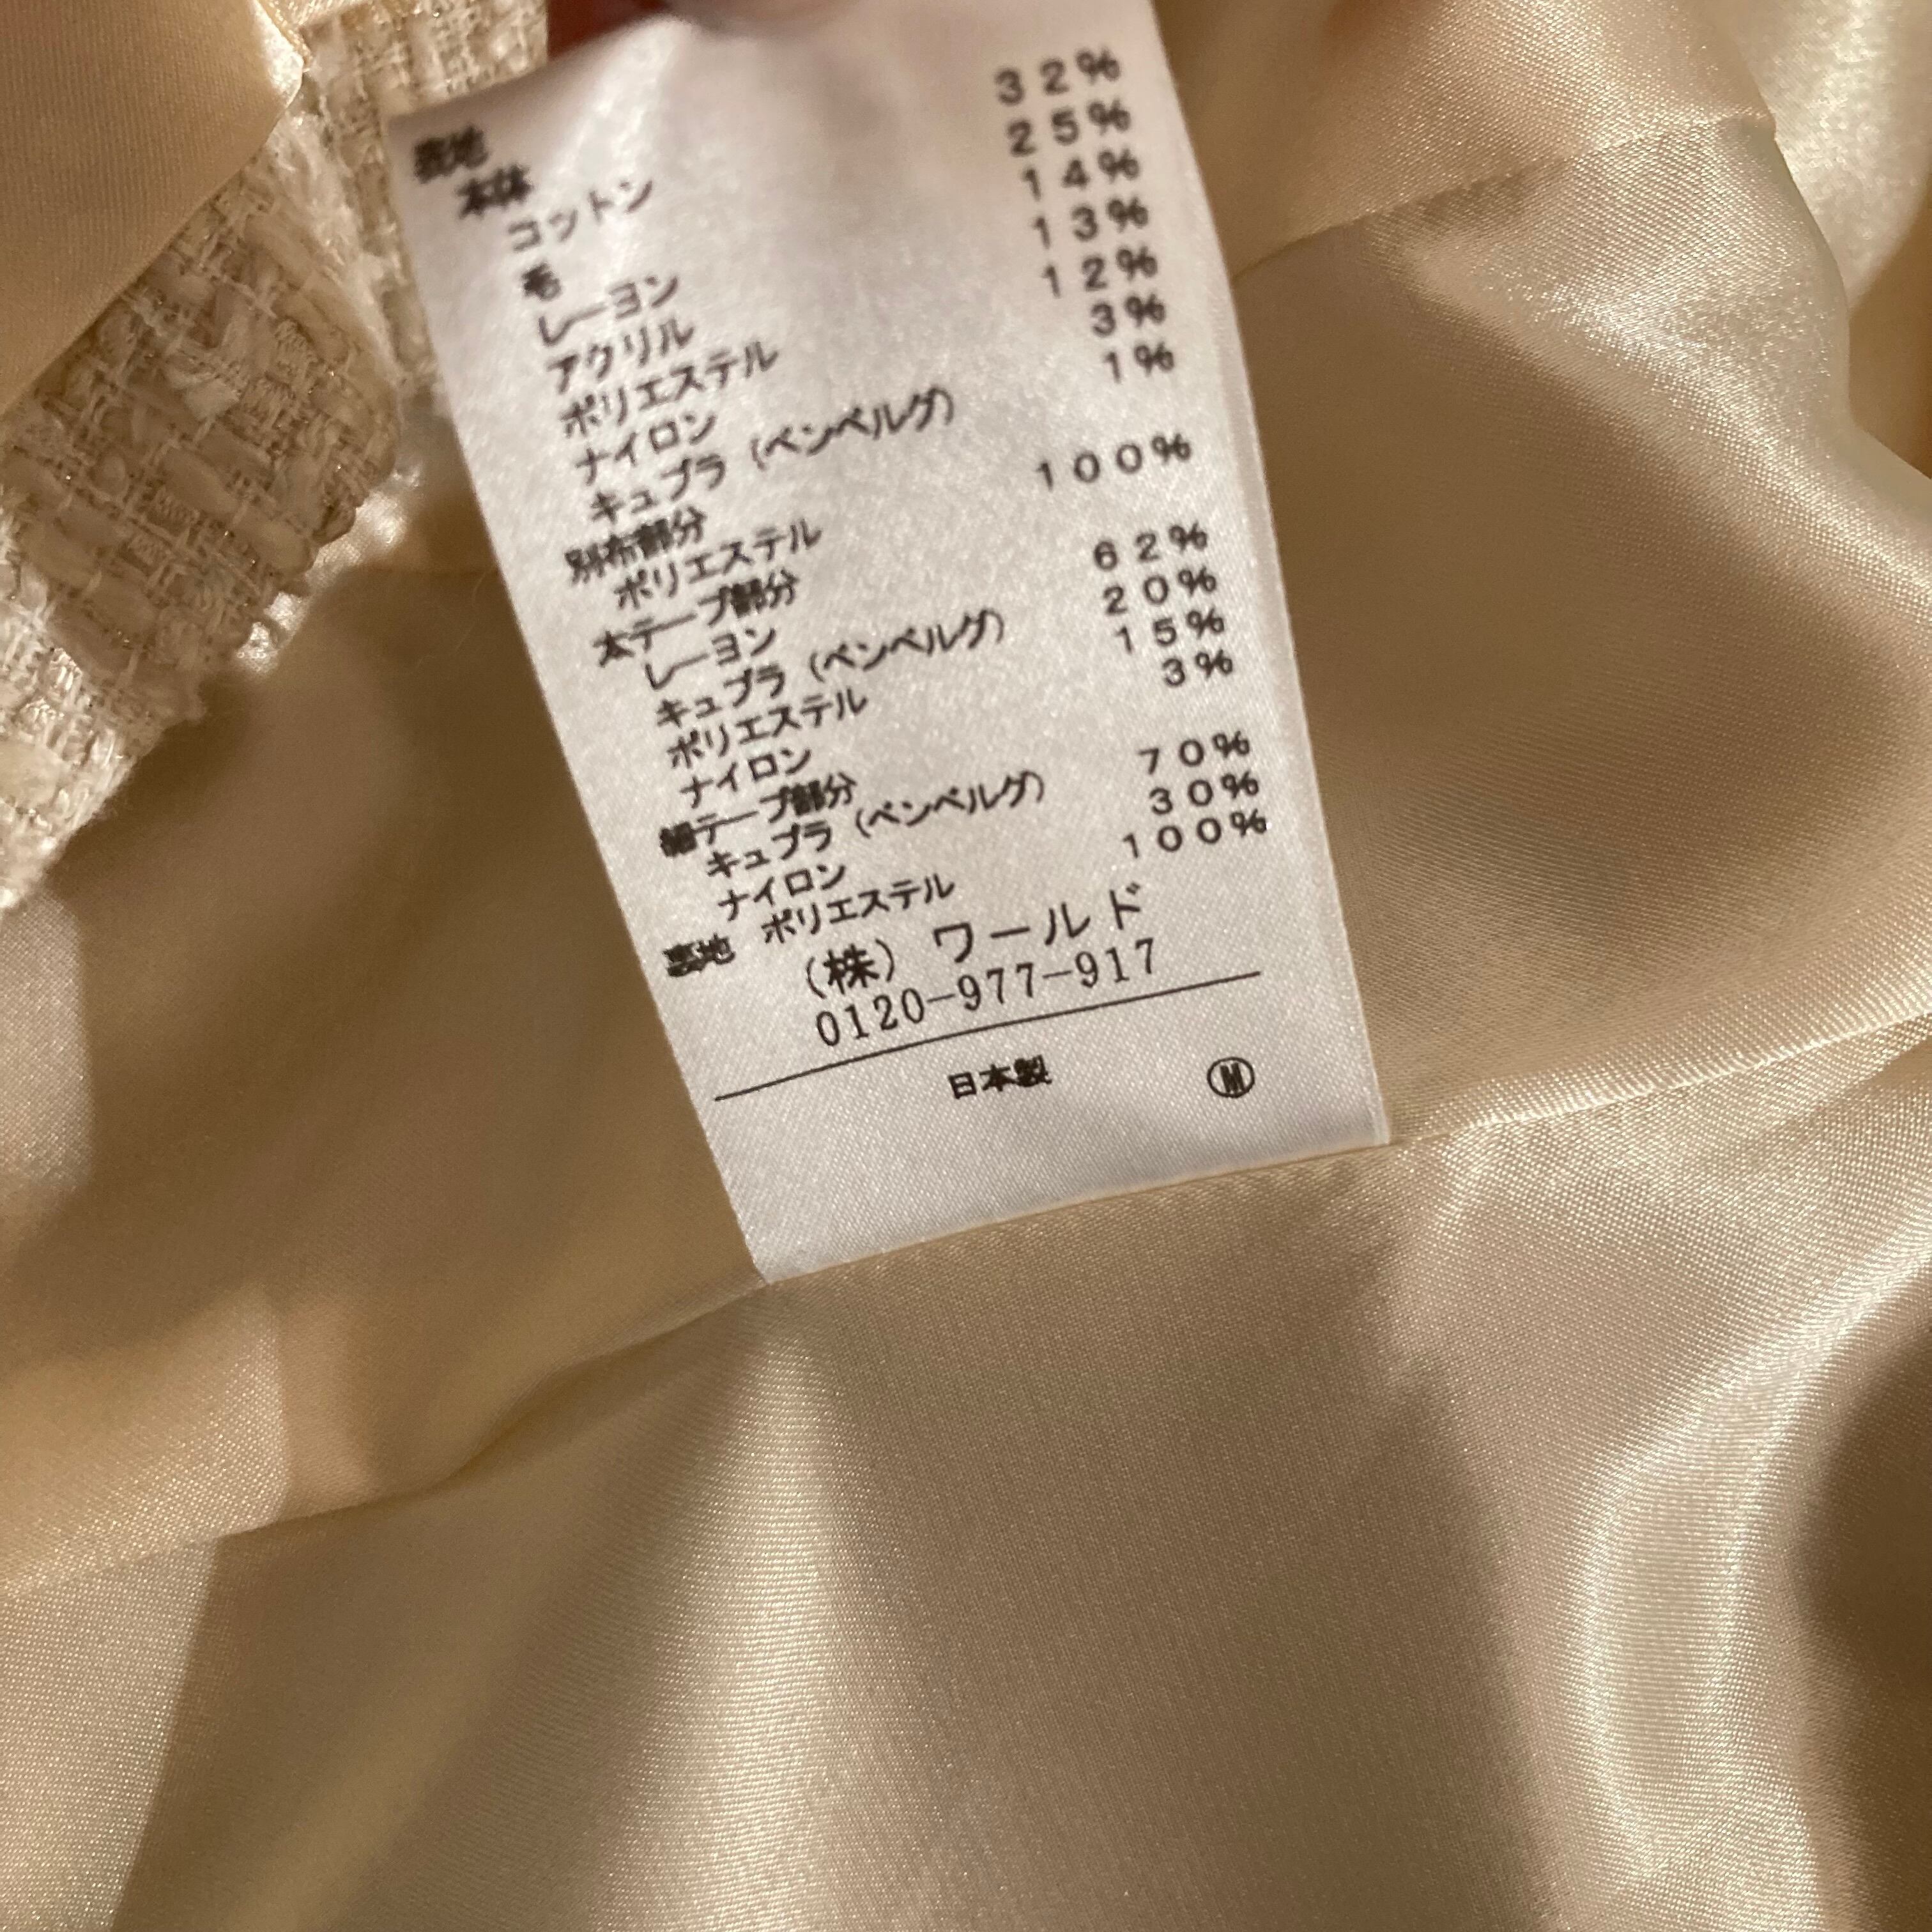 表地
本体
コットン 32%
毛 25%
レーヨン 14%
アクリル 13%
ポリエステル 12%
ナイロン 3%
キュプラ(ベンベルグ) 1%
別布部分
ポリエステル 100%
太テープ部分
レーヨン 62%
キュプラ(ベンベルグ) 20%
ポリエステル 15%
ナイロン 3%
細テープ部分
キュプラ(ベンベルグ) 70%
ナイロン 30%
裏地 ポリエステル 100%
(株)ワールド
0120-977-917
日本製 Ⓜ